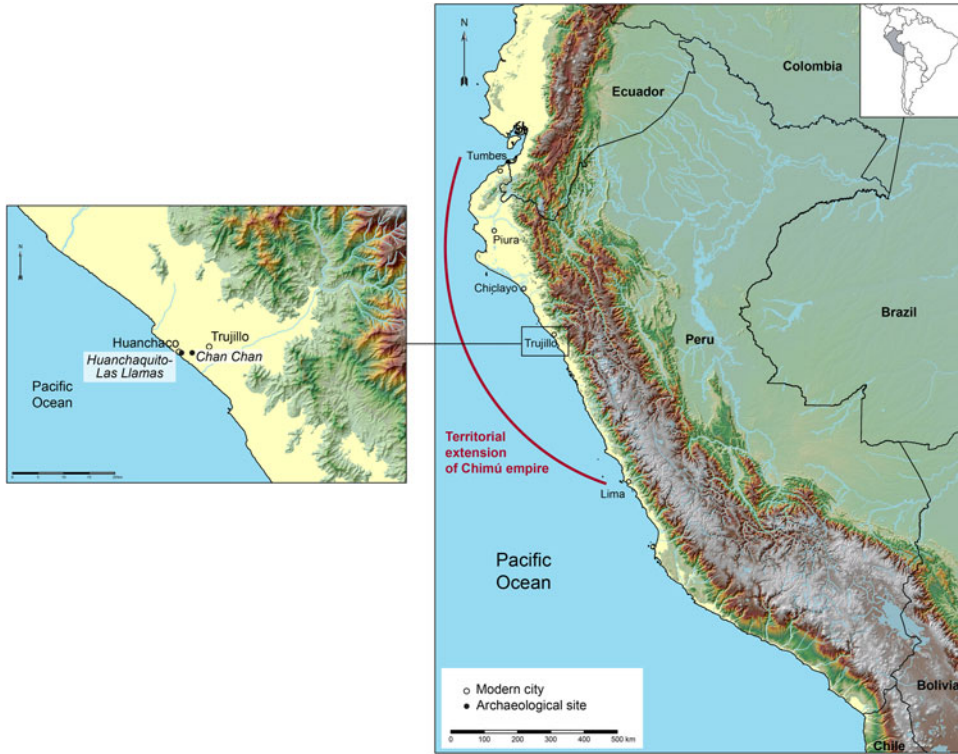 N
Huanchaco
Trujillo
Huanchaquito-
Las Llamas
Chan Chan
Pacific
Ocean
N
Colombia
Ecuador
Tumbes
Piura
Chiclayo
Trujillo
Peru
Brazil
Territorial
extension
of Chimú empire
Lima
Pacific
Ocean
Modern city
Archaeological site
0 100 200 300 400 500 km
Bolivia
Chile